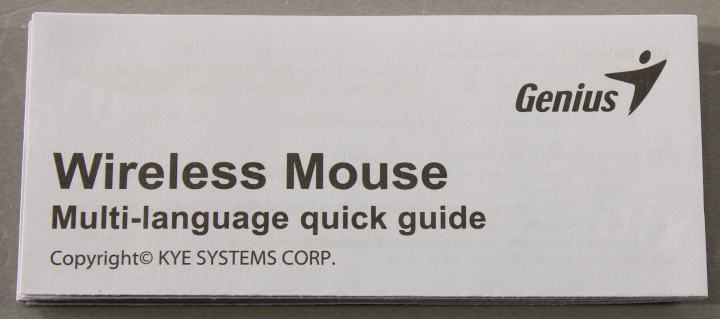 Genius
Wireless Mouse
Multi-language quick guide
Copyright© KYE SYSTEMS CORP.